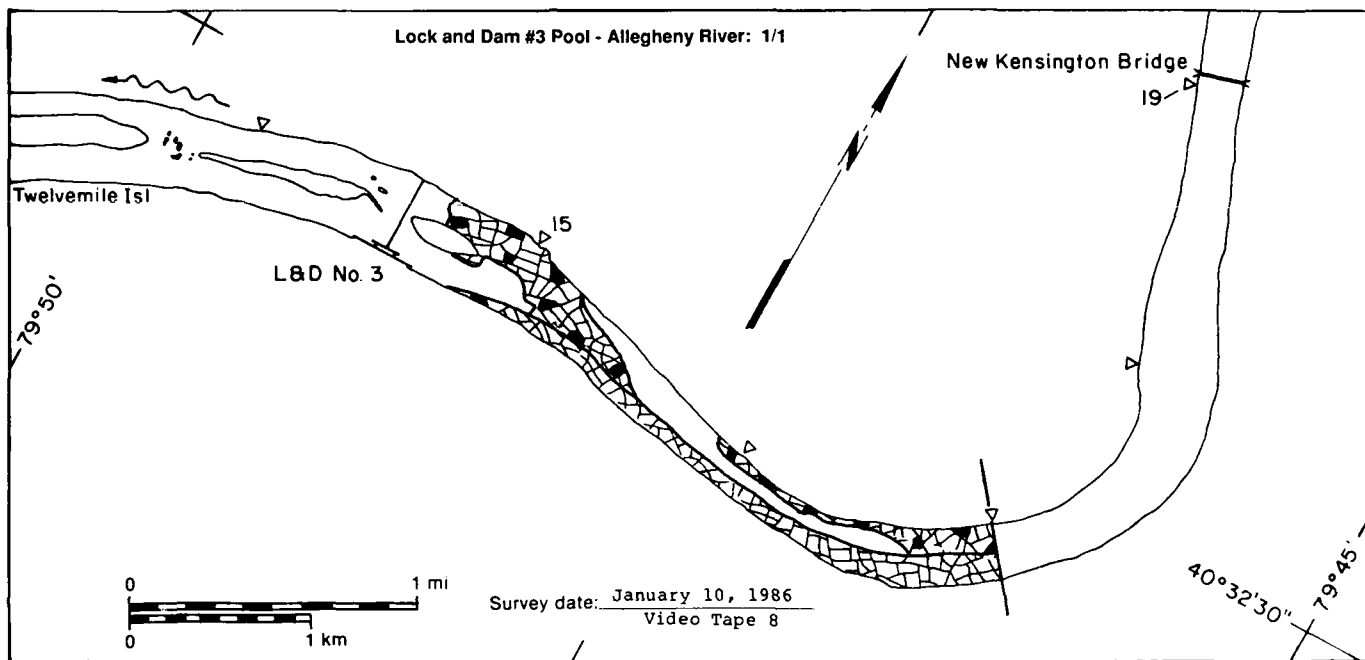 Lock and Dam #3 Pool - Allegheny River: 1/1
New Kensington Bridge
19
N
Twelvemile Isl
15
L&D No. 3
79°50'
0 1 mi
0 1 km
Survey date: January 10, 1986
Video Tape 8
40°32'30"
79°45'